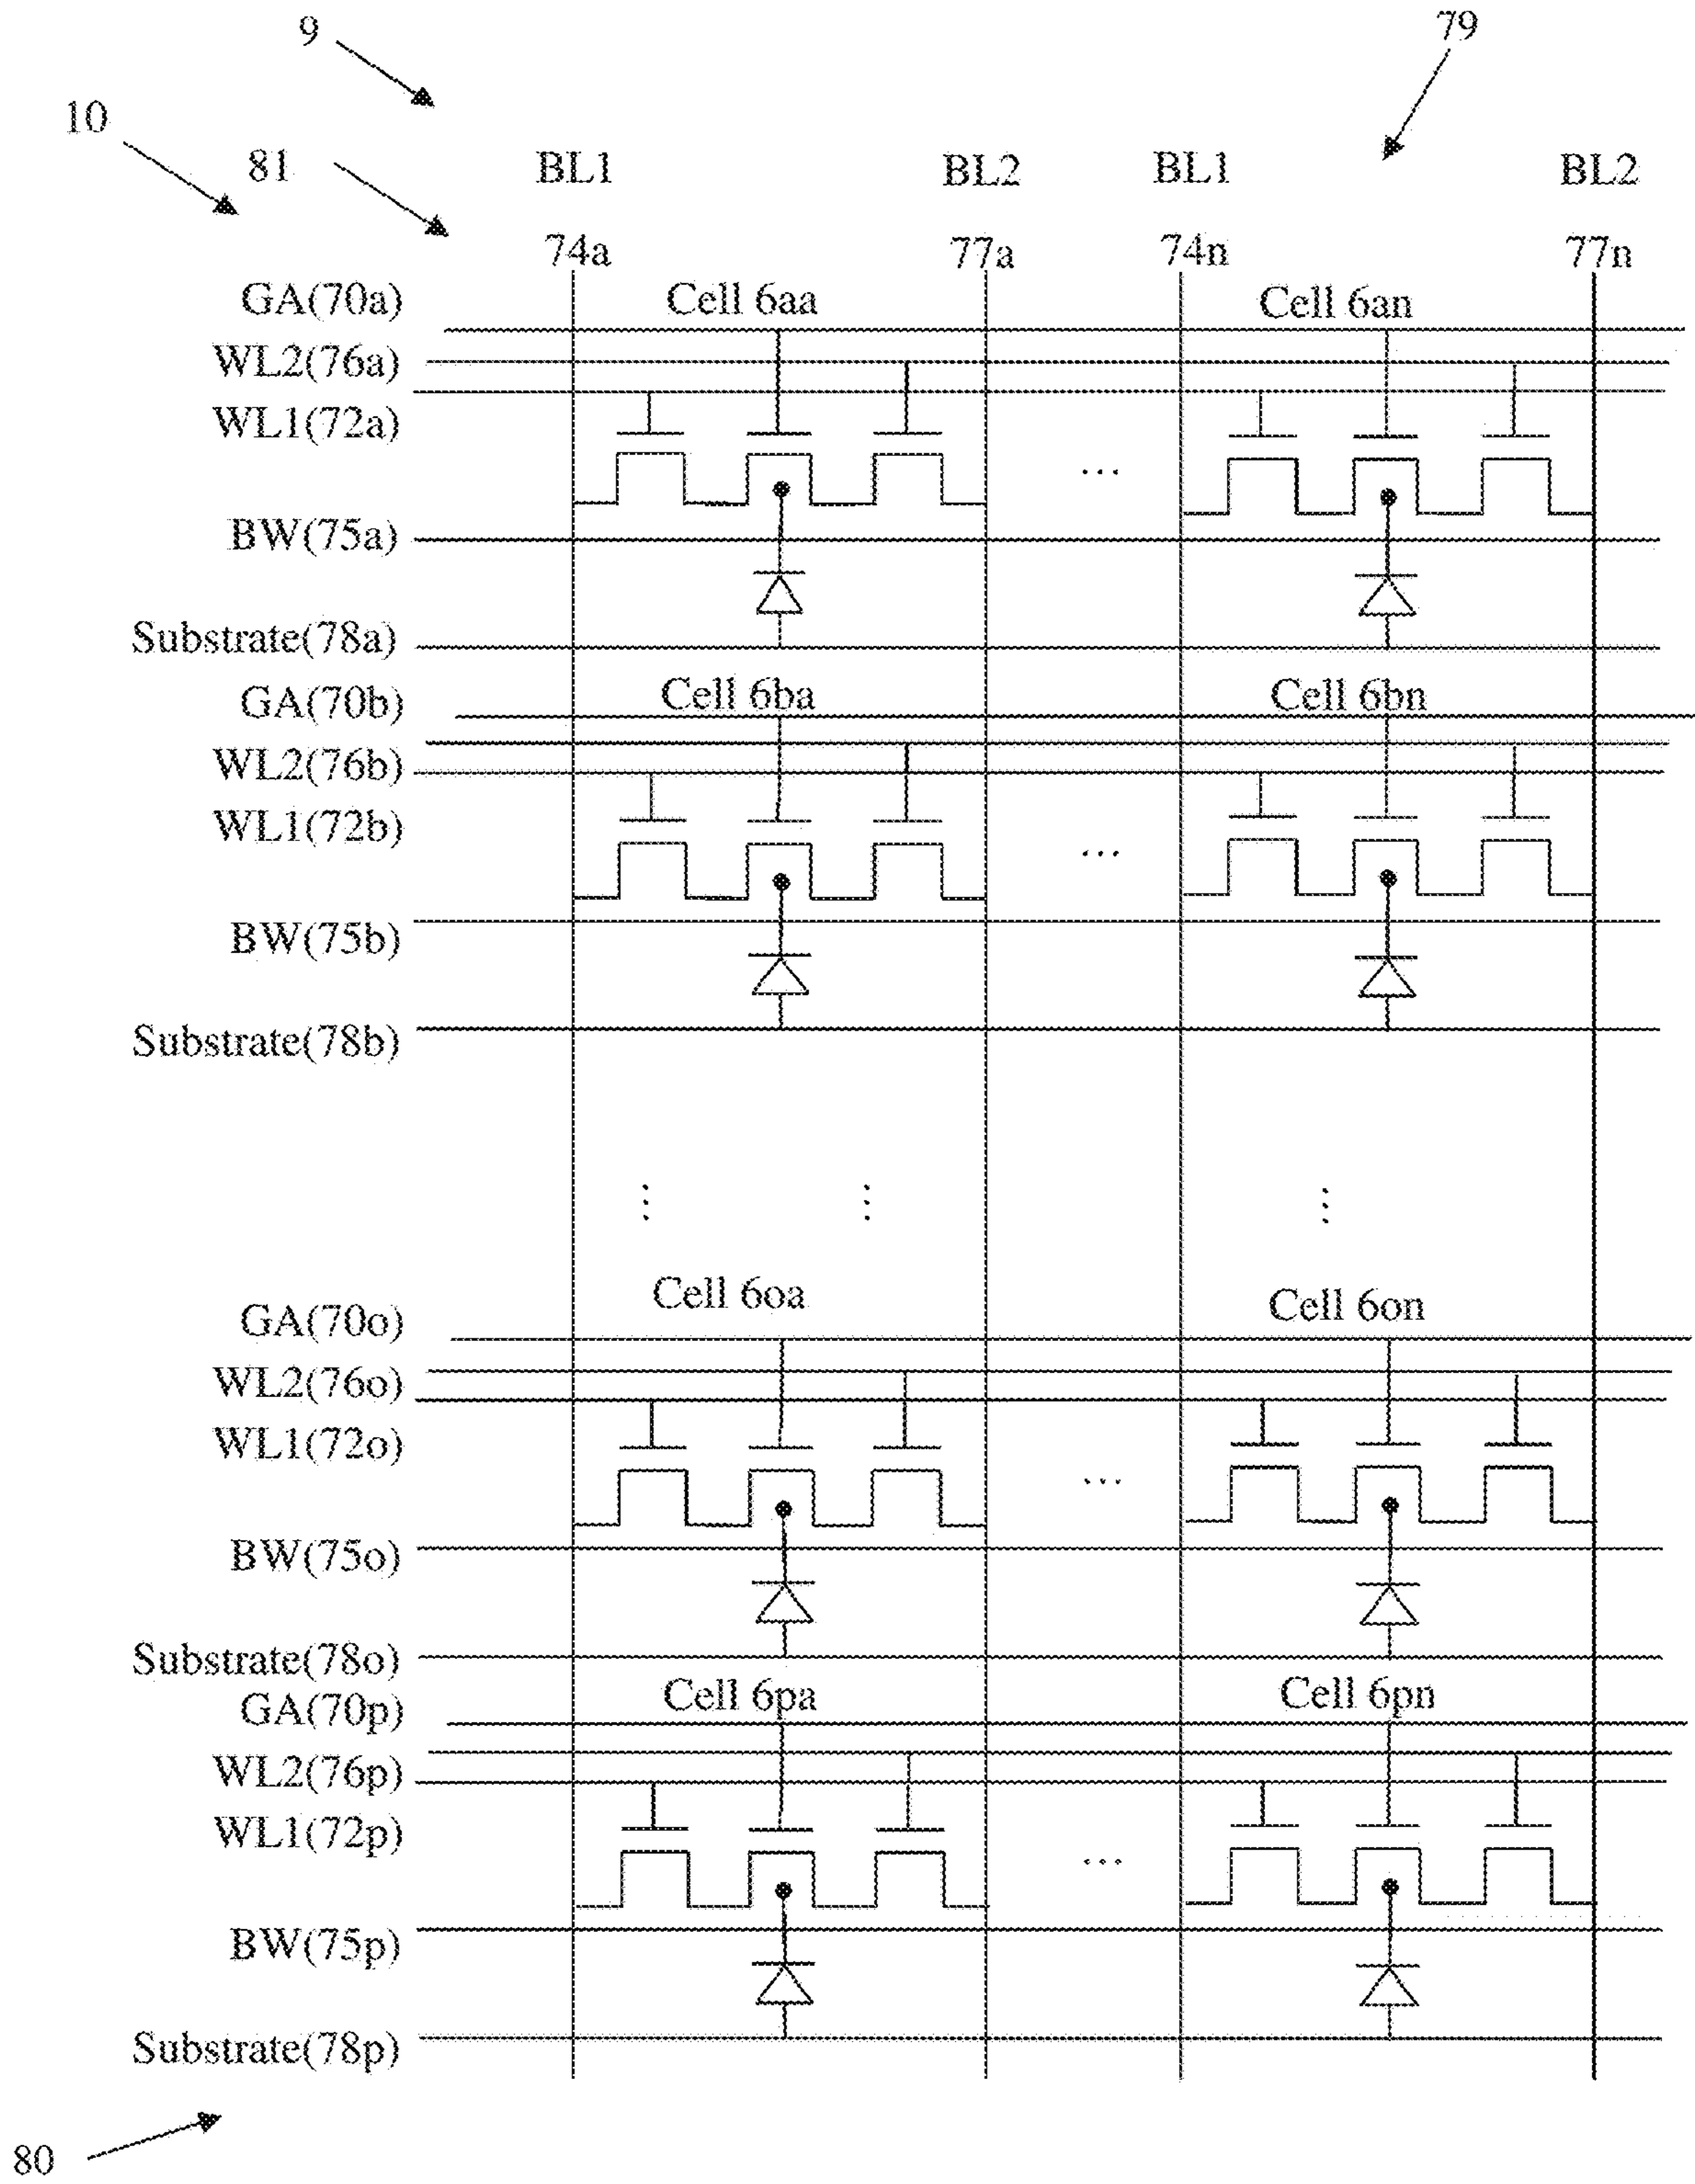 9
79
10
81
BL1
BL2
BL1
BL2
74a
77a
74n
77n
GA(70a)
Cell 6aa
Cell 6an
WL2(76a)
WL1(72a)
...
BW(75a)
Substrate(78a)
GA(70b)
Cell 6ba
Cell 6bn
WL2(76b)
WL1(72b)
...
BW(75b)
Substrate(78b)
Cell 6oa
Cell 6on
GA(70o)
WL2(76o)
WL1(72o)
...
BW(75o)
Substrate(78o)
GA(70p)
Cell 6pa
Cell 6pn
WL2(76p)
WL1(72p)
...
BW(75p)
Substrate(78p)
80